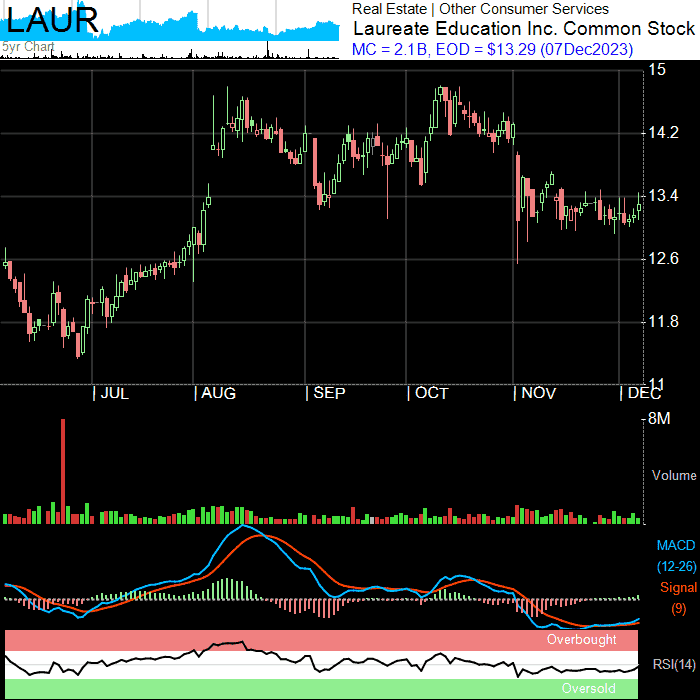 LAUR
5yr Chart
Real Estate | Other Consumer Services
Laureate Education Inc. Common Stock
MC = 2.1B, EOD = $13.29 (07Dec2023)
15
14.2
13.4
12.6
11.8
11
| JUL | AUG | SEP | OCT | NOV | DEC
8M
Volume
MACD
(12-26)
Signal
(9)
Overbought
RSI(14)
Oversold